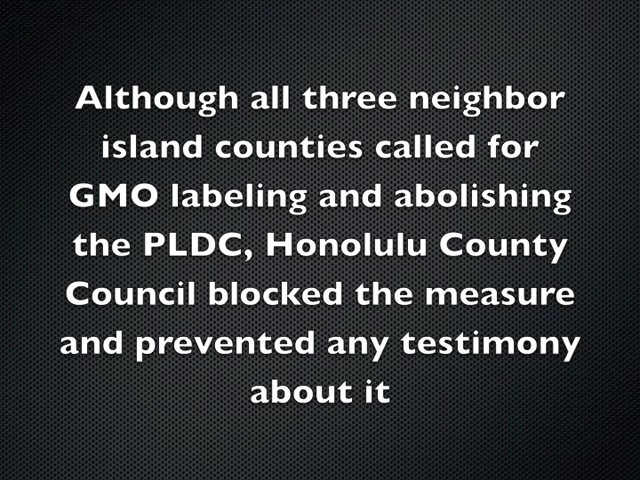 Although all three neighbor
island counties called for
GMO labeling and abolishing
the PLDC, Honolulu County
Council blocked the measure
and prevented any testimony
about it